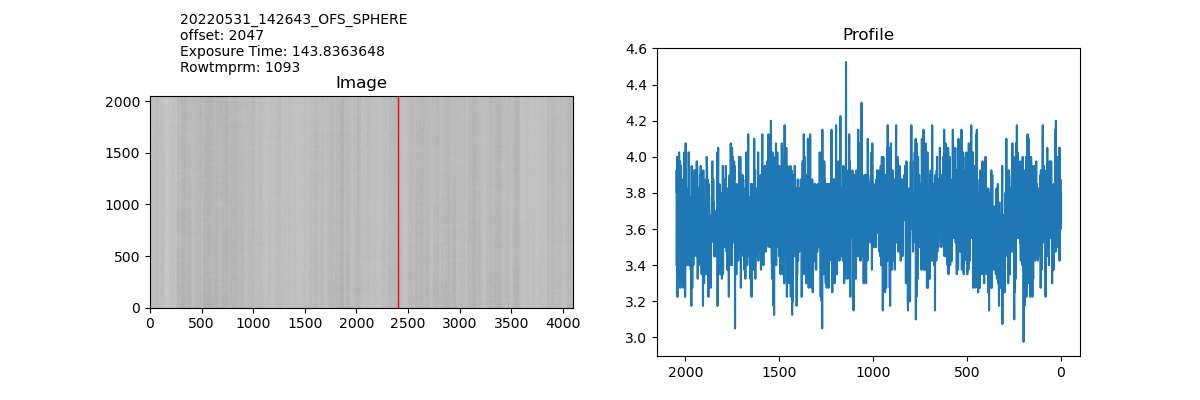 20220531_142643_OFS_SPHERE
offset: 2047
Exposure Time: 143.8363648
Rowtmprm: 1093
Image
2000
1500
1000
500
0
0 500 1000 1500 2000 2500 3000 3500 4000
Profile
4.6
4.4
4.2
4.0
3.8
3.6
3.4
3.2
3.0
2000 1500 1000 500 0